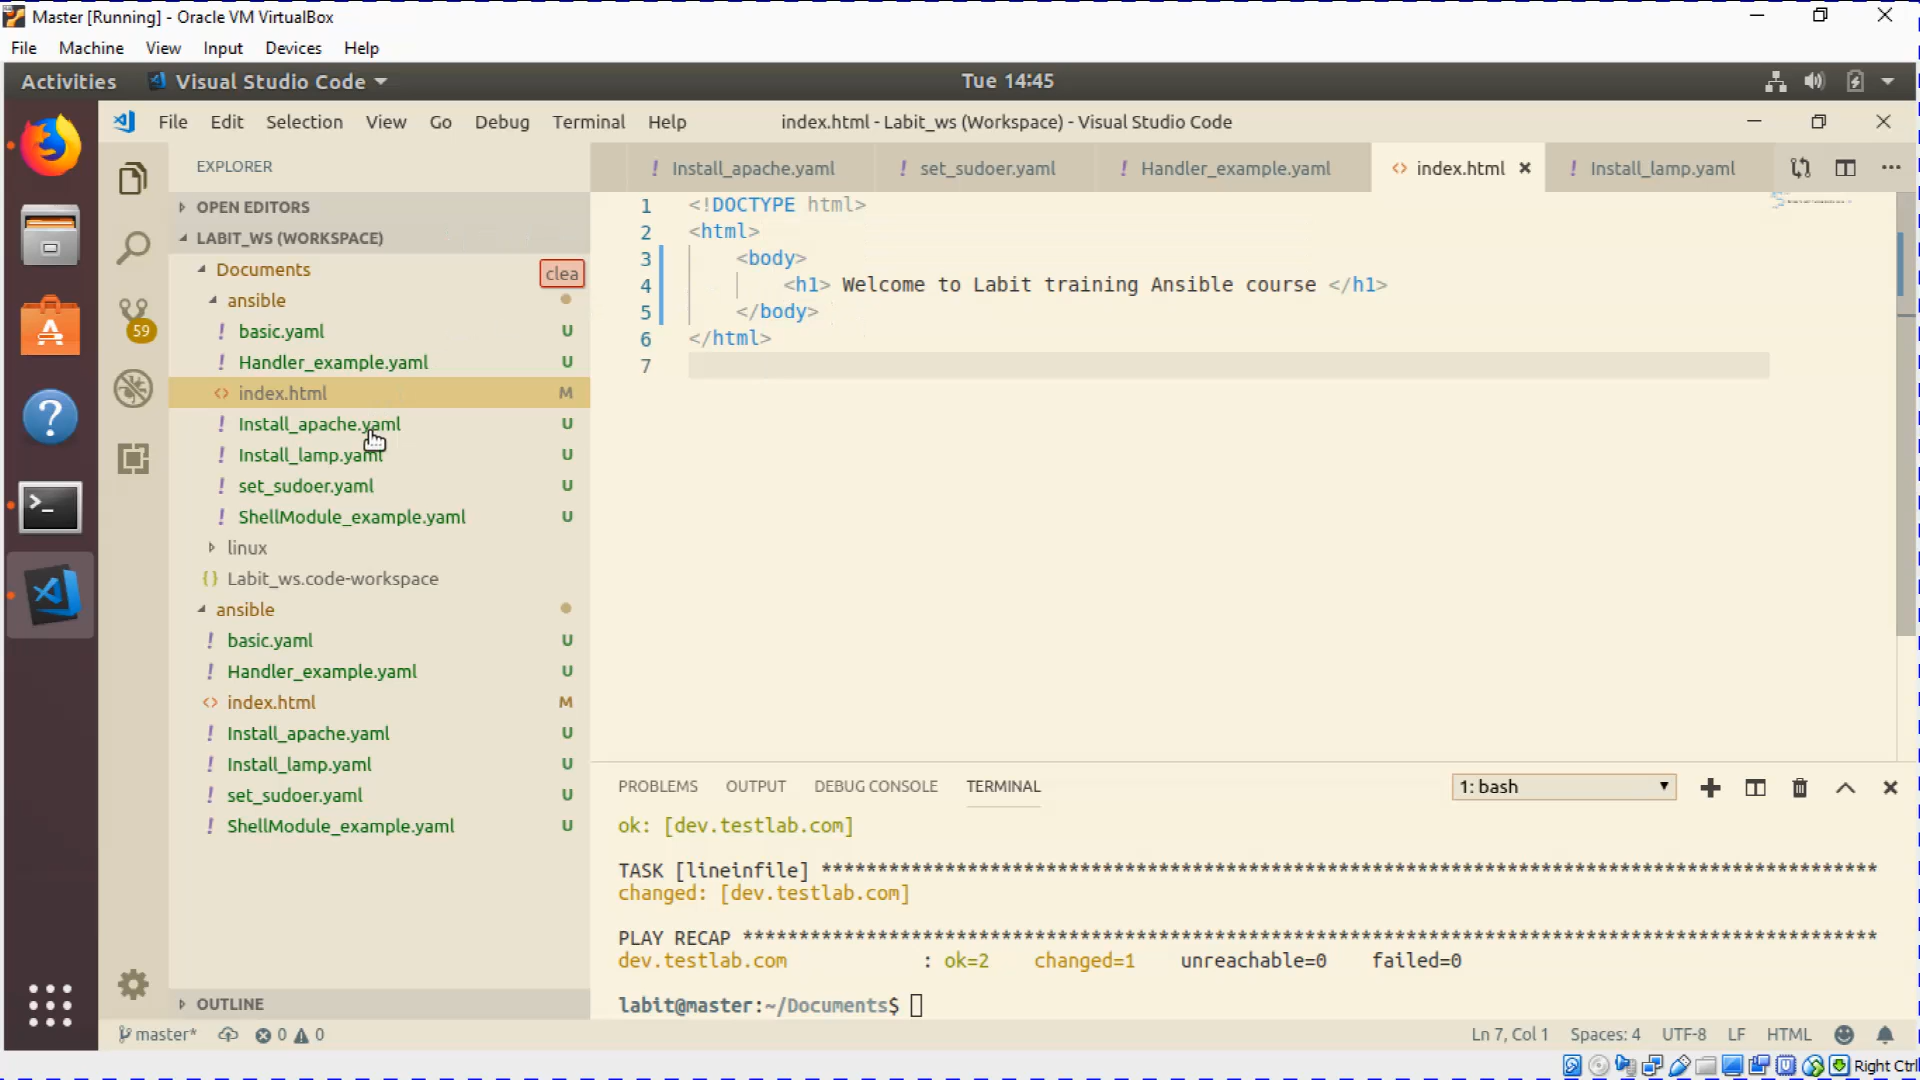 Master [Running] - Oracle VM VirtualBox
File Machine View Input Devices Help
Activities Visual Studio Code Tue 14:45
File Edit Selection View Go Debug Terminal Help index.html - Labit_ws (Workspace) - Visual Studio Code
EXPLORER
! Install_apache.yaml ! set_sudoer.yaml ! Handler_example.yaml <> index.html × ! Install_lamp.yaml ...
OPEN EDITORS
LABIT_WS (WORKSPACE)
Documents
clea
ansible
! basic.yaml U
! Handler_example.yaml U
<> index.html M
! Install_apache.yaml U
! Install_lamp.yaml U
! set_sudoer.yaml U
! ShellModule_example.yaml U
linux
{} Labit_ws.code-workspace
ansible
! basic.yaml U
! Handler_example.yaml U
<> index.html M
! Install_apache.yaml U
! Install_lamp.yaml U
! set_sudoer.yaml U
! ShellModule_example.yaml U
OUTLINE
59
1 <!DOCTYPE html>
2 <html>
3 <body>
4 <h1> Welcome to Labit training Ansible course </h1>
5 </body>
6 </html>
7
PROBLEMS OUTPUT DEBUG CONSOLE TERMINAL 1: bash
ok: [dev.testlab.com]
TASK [lineinfile] ******************************************************************************************
changed: [dev.testlab.com]
PLAY RECAP *************************************************************************************************
dev.testlab.com : ok=2 changed=1 unreachable=0 failed=0
labit@master:~/Documents$
master* 0 0 Ln 7, Col 1 Spaces: 4 UTF-8 LF HTML
Right Ctrl